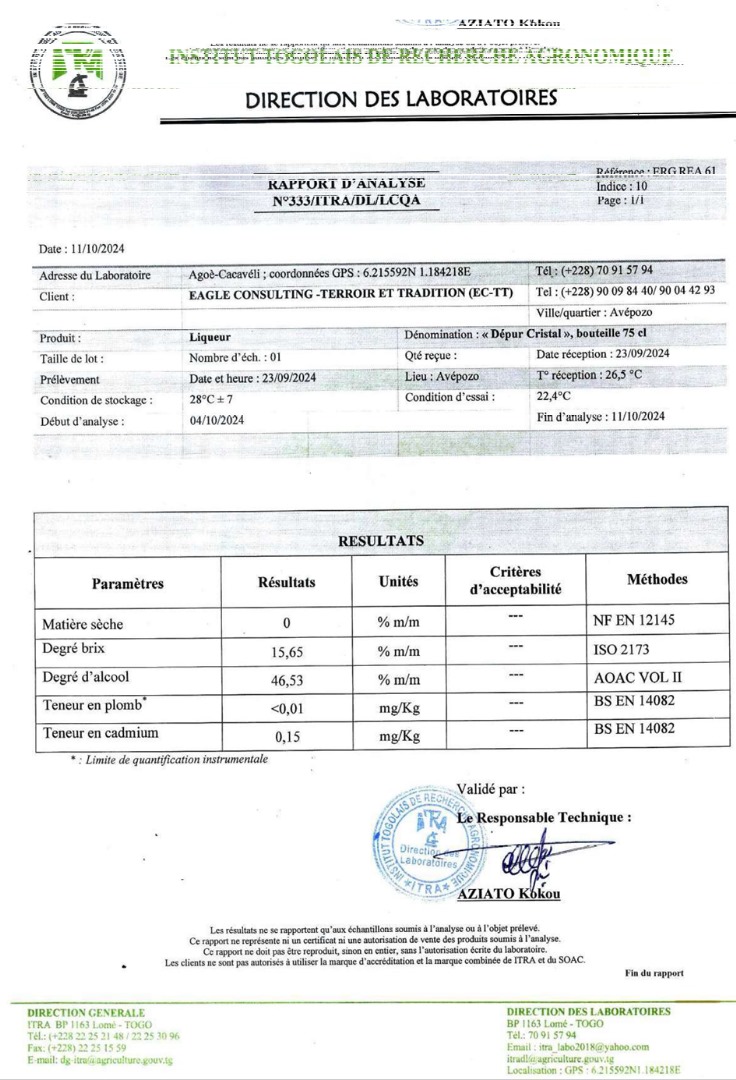 AZIATO Kokou
INSTITUT TOGOLAIS DE RECHERCHE AGRONOMIQUE
DIRECTION DES LABORATOIRES
RAPPORT D'ANALYSE
N°333/ITRA/DL/LCQA
Référence : ERG REA 61
Indice : 10
Page : 1/1
Date : 11/10/2024
Adresse du Laboratoire Agoè-Cacavéli ; coordonnées GPS : 6.215592N 1.184218E Tél : (+228) 70 91 57 94
Client : EAGLE CONSULTING -TERROIR ET TRADITION (EC-TT) Tel : (+228) 90 09 84 40/ 90 04 42 93
Ville/quartier : Avépozo
Produit : Liqueur Dénomination : « Dépur Cristal », bouteille 75 cl
Taille de lot : Nombre d'éch. : 01 Qté reçue : Date réception : 23/09/2024
Prélèvement Date et heure : 23/09/2024 Lieu : Avépozo T° réception : 26,5 °C
Condition de stockage : 28°C ± 7 Condition d'essai : 22,4°C
Début d'analyse : 04/10/2024 Fin d'analyse : 11/10/2024
RESULTATS
Paramètres Résultats Unités Critères d'acceptabilité Méthodes
Matière sèche 0 % m/m --- NF EN 12145
Degré brix 15,65 % m/m --- ISO 2173
Degré d'alcool 46,53 % m/m --- AOAC VOL II
Teneur en plomb* <0,01 mg/Kg --- BS EN 14082
Teneur en cadmium 0,15 mg/Kg --- BS EN 14082
* : Limite de quantification instrumentale
Validé par :
Le Responsable Technique :
INSTITUT TOGOLAIS DE RECHERCHE AGRONOMIQUE
ITRA
Direction des
Laboratoires
*ITRA*
AZIATO Kokou
Les résultats ne se rapportent qu'aux échantillons soumis à l'analyse ou à l'objet prélevé.
Ce rapport ne représente ni un certificat ni une autorisation de vente des produits soumis à l'analyse.
Ce rapport ne doit pas être reproduit, sinon en entier, sans l'autorisation écrite du laboratoire.
Les clients ne sont pas autorisés à utiliser la marque d'accréditation et la marque combinée de ITRA et du SOAC.
Fin du rapport
DIRECTION GENERALE
ITRA BP 1163 Lomé - TOGO
Tél.: (+228 22 25 21 48 / 22 25 30 96
Fax: (+228) 22 25 15 59
E-mail: dg-itra@agriculture.gouv.tg
DIRECTION DES LABORATOIRES
BP 1163 Lomé - TOGO
Tél.: 70 91 57 94
Email : itra_labo2018@yahoo.com
itradl@agriculture.gouv.tg
Localisation : GPS : 6.215592N1.184218E